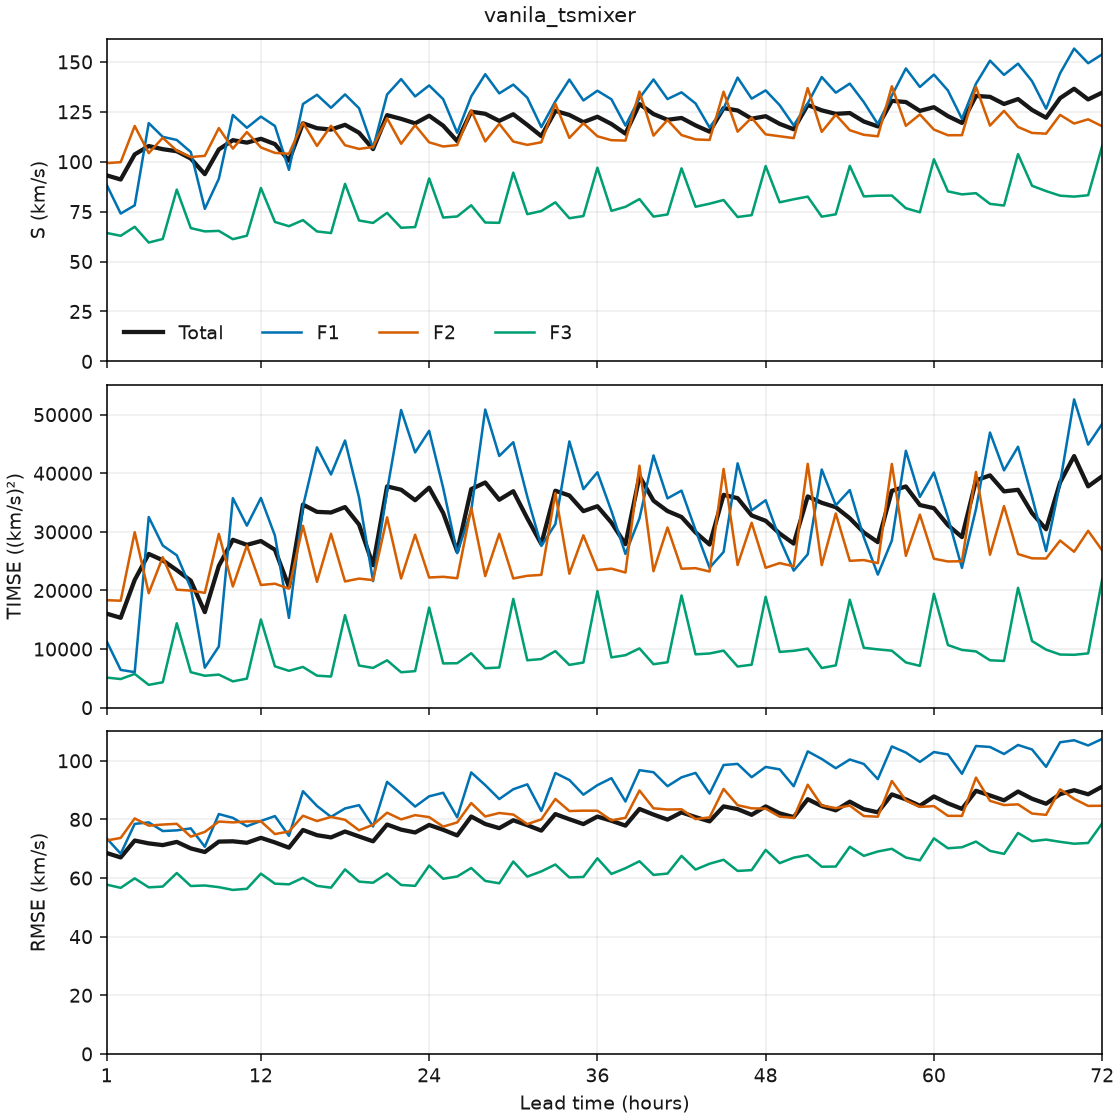 vanila_tsmixer
150
125
100
75
50
25
0
S (km/s)
Total F1 F2 F3
50000
40000
30000
20000
10000
0
TIMSE ((km/s)²)
100
80
60
40
20
0
RMSE (km/s)
1 12 24 36 48 60 72
Lead time (hours)